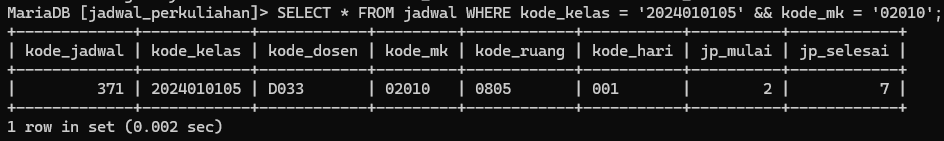 MariaDB [jadwal_perkuliahan]> SELECT * FROM jadwal WHERE kode_kelas = '2024010105' && kode_mk = '02010';
+-------------+------------+------------+---------+------------+-----------+----------+------------+
| kode_jadwal | kode_kelas | kode_dosen | kode_mk | kode_ruang | kode_hari | jp_mulai | jp_selesai |
+-------------+------------+------------+---------+------------+-----------+----------+------------+
|         371 | 2024010105 | D033       | 02010   | 0805       | 001       |        2 |          7 |
+-------------+------------+------------+---------+------------+-----------+----------+------------+
1 row in set (0.002 sec)